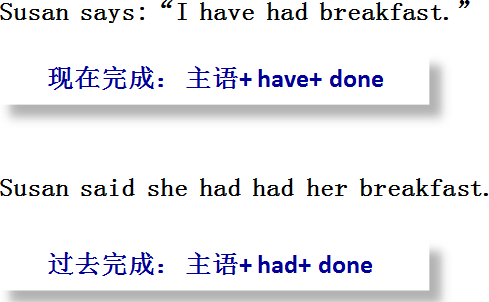 Susan says:“I have had breakfast.”
现在完成： 主语+ have+ done
Susan said she had had her breakfast.
过去完成： 主语+ had+ done